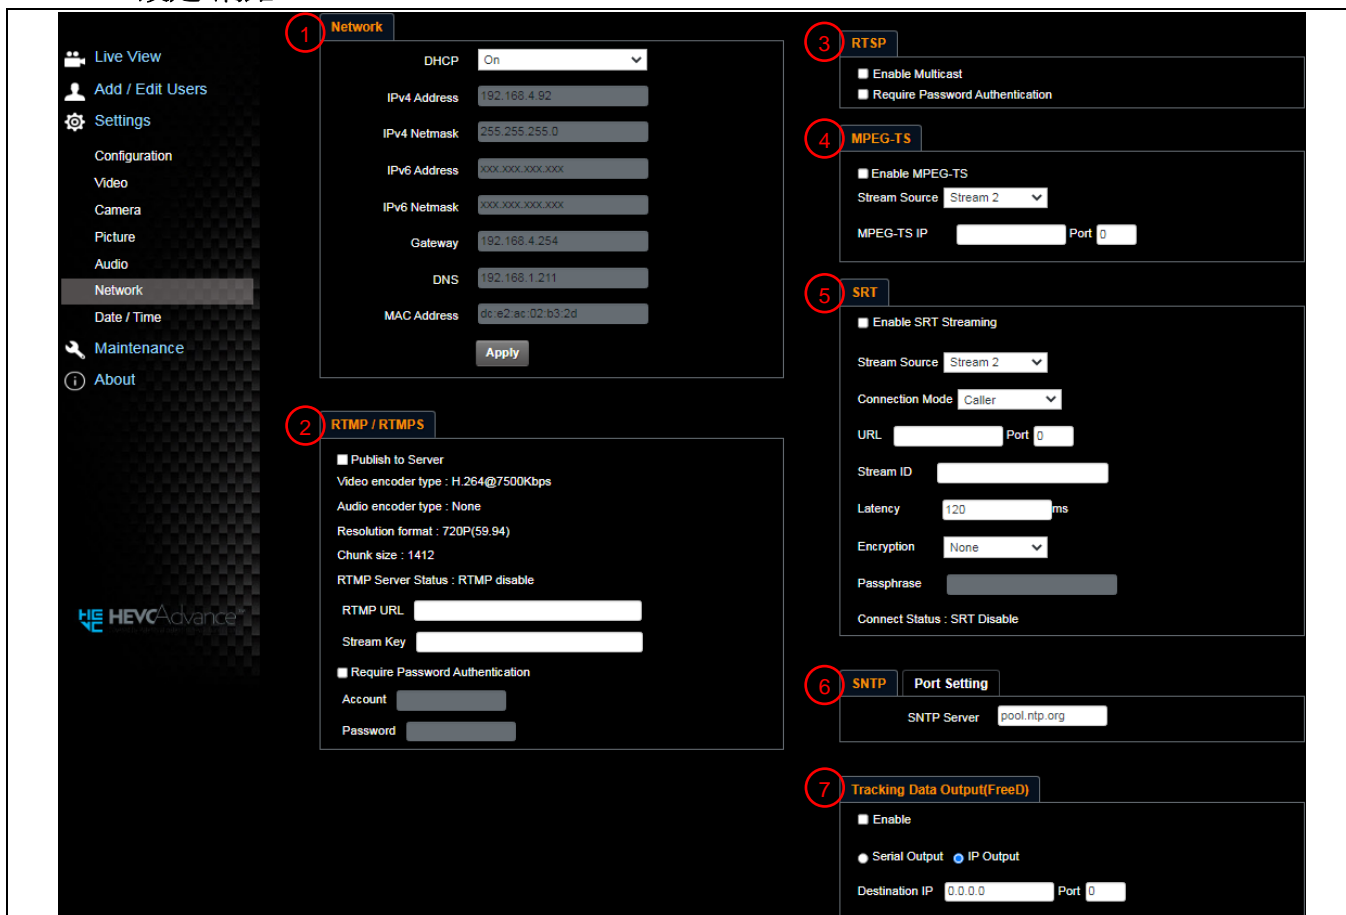 Live View
Add / Edit Users
Settings
Configuration
Video
Camera
Picture
Audio
Network
Date / Time
Maintenance
About
HEVCAdvance
1
Network
DHCP On
IPv4 Address 192.168.4.92
IPv4 Netmask 255.255.255.0
IPv6 Address xxx.xxx.xxx.xxx
IPv6 Netmask xxx.xxx.xxx.xxx
Gateway 192.168.4.254
DNS 192.168.1.211
MAC Address dc:e2:ac:02:b3:2d
Apply
2
RTMP / RTMPS
Publish to Server
Video encoder type : H.264@7500Kbps
Audio encoder type : None
Resolution format : 720P(59.94)
Chunk size : 1412
RTMP Server Status : RTMP disable
RTMP URL
Stream Key
Require Password Authentication
Account
Password
3
RTSP
Enable Multicast
Require Password Authentication
4
MPEG-TS
Enable MPEG-TS
Stream Source Stream 2
MPEG-TS IP Port 0
5
SRT
Enable SRT Streaming
Stream Source Stream 2
Connection Mode Caller
URL Port 0
Stream ID
Latency 120 ms
Encryption None
Passphrase
Connect Status : SRT Disable
6
SNTP Port Setting
SNTP Server pool.ntp.org
7
Tracking Data Output(FreeD)
Enable
Serial Output IP Output
Destination IP 0.0.0.0 Port 0